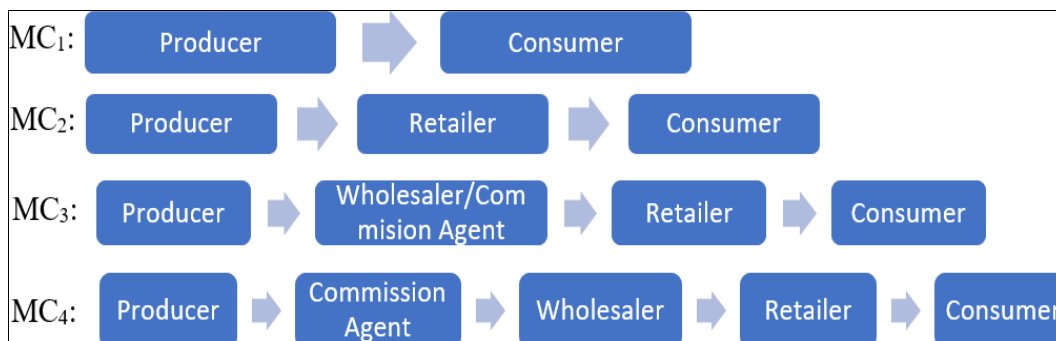 MC₁: Producer Consumer
MC₂: Producer Retailer Consumer
MC₃: Producer Wholesaler/Com
mision Agent Retailer Consumer
MC₄: Producer Commission
Agent Wholesaler Retailer Consumer